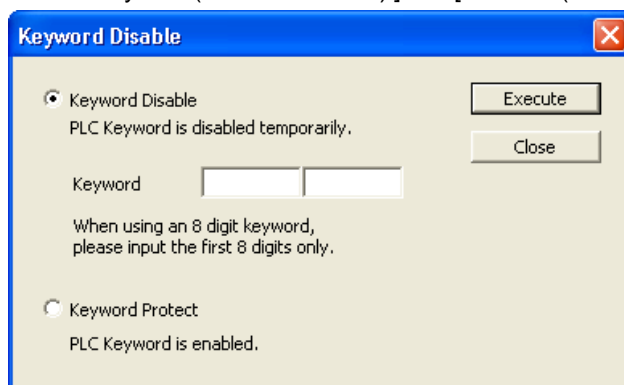 Keyword Disable
Keyword Disable
Execute
PLC Keyword is disabled temporarily.
Close
Keyword
When using an 8 digit keyword,
please input the first 8 digits only.
Keyword Protect
PLC Keyword is enabled.